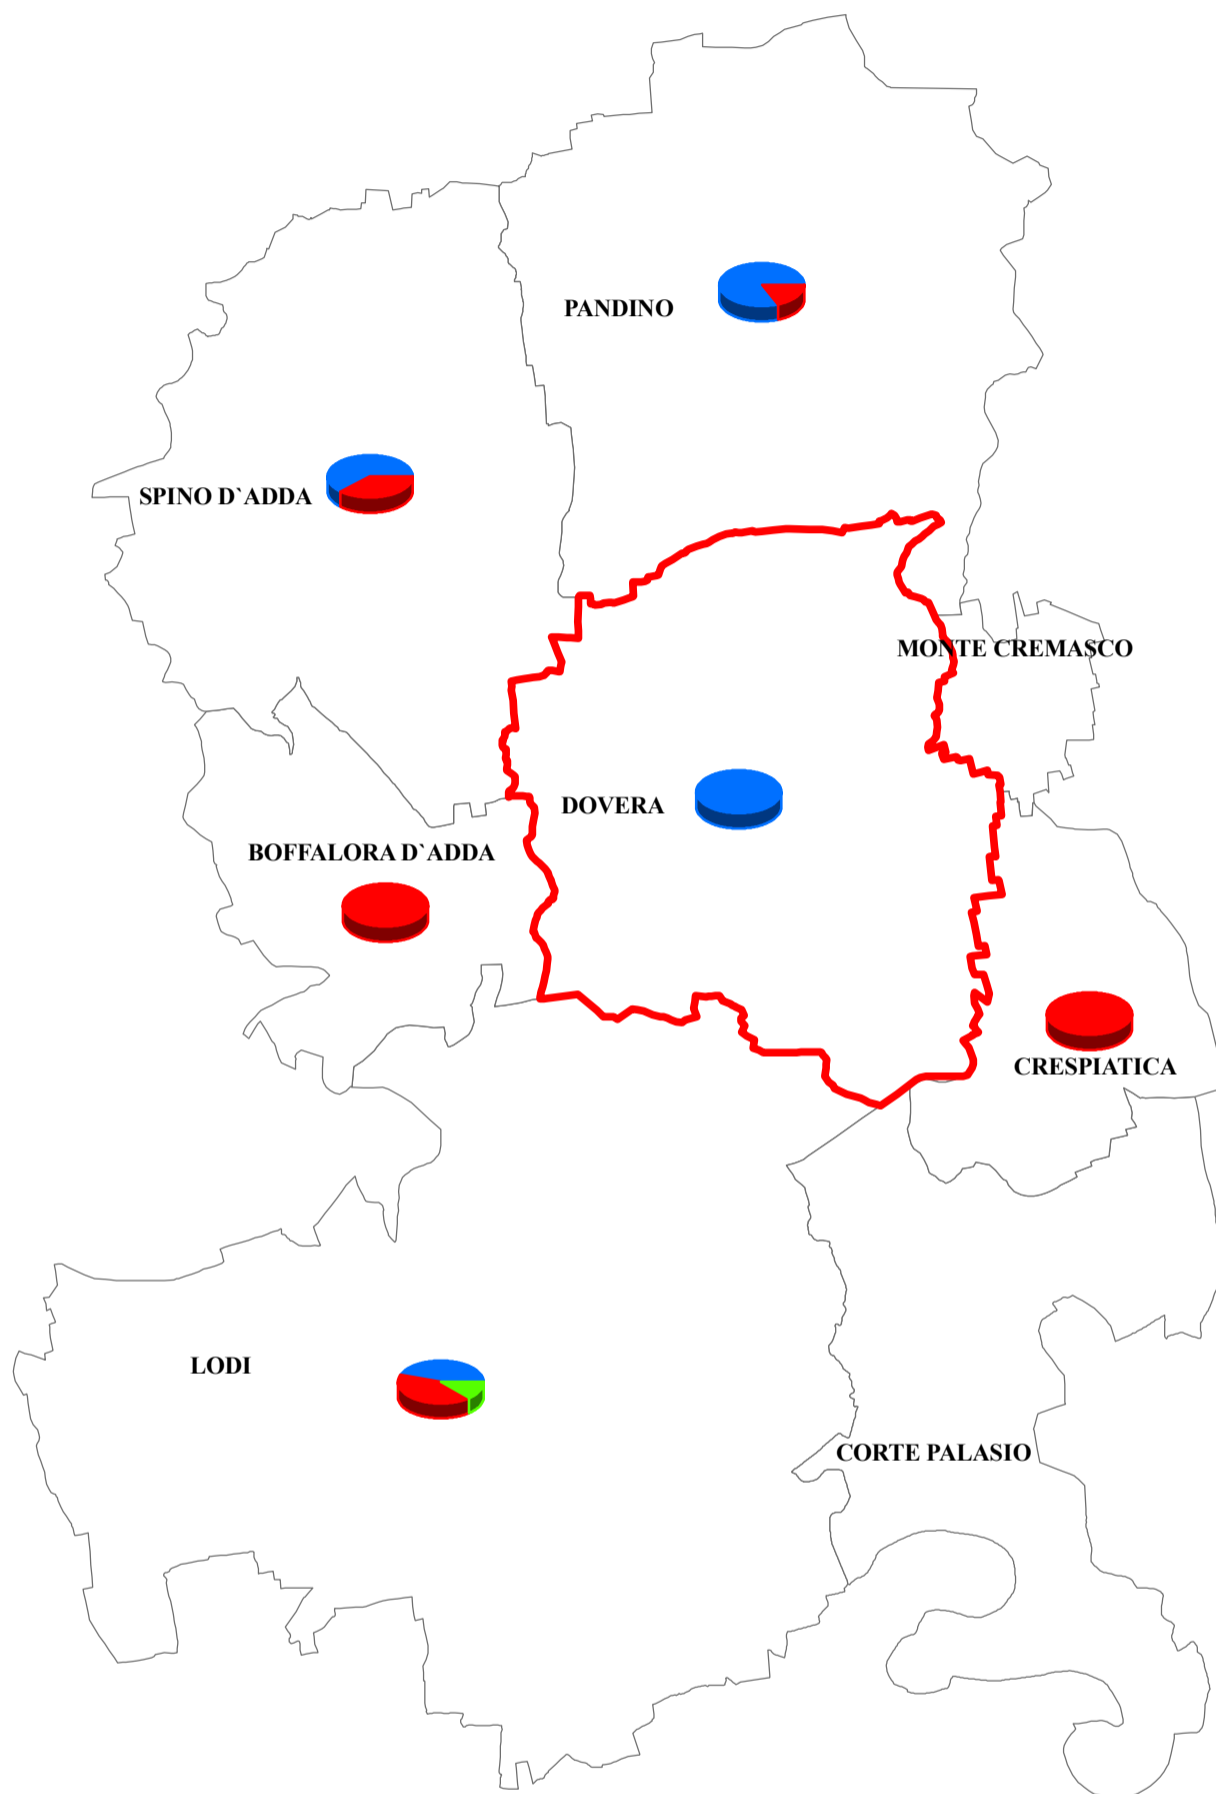 PANDINO
SPINO D`ADDA
MONTE CREMASCO
DOVERA
BOFFALORA D`ADDA
CRESPIATICA
LODI
CORTE PALASIO